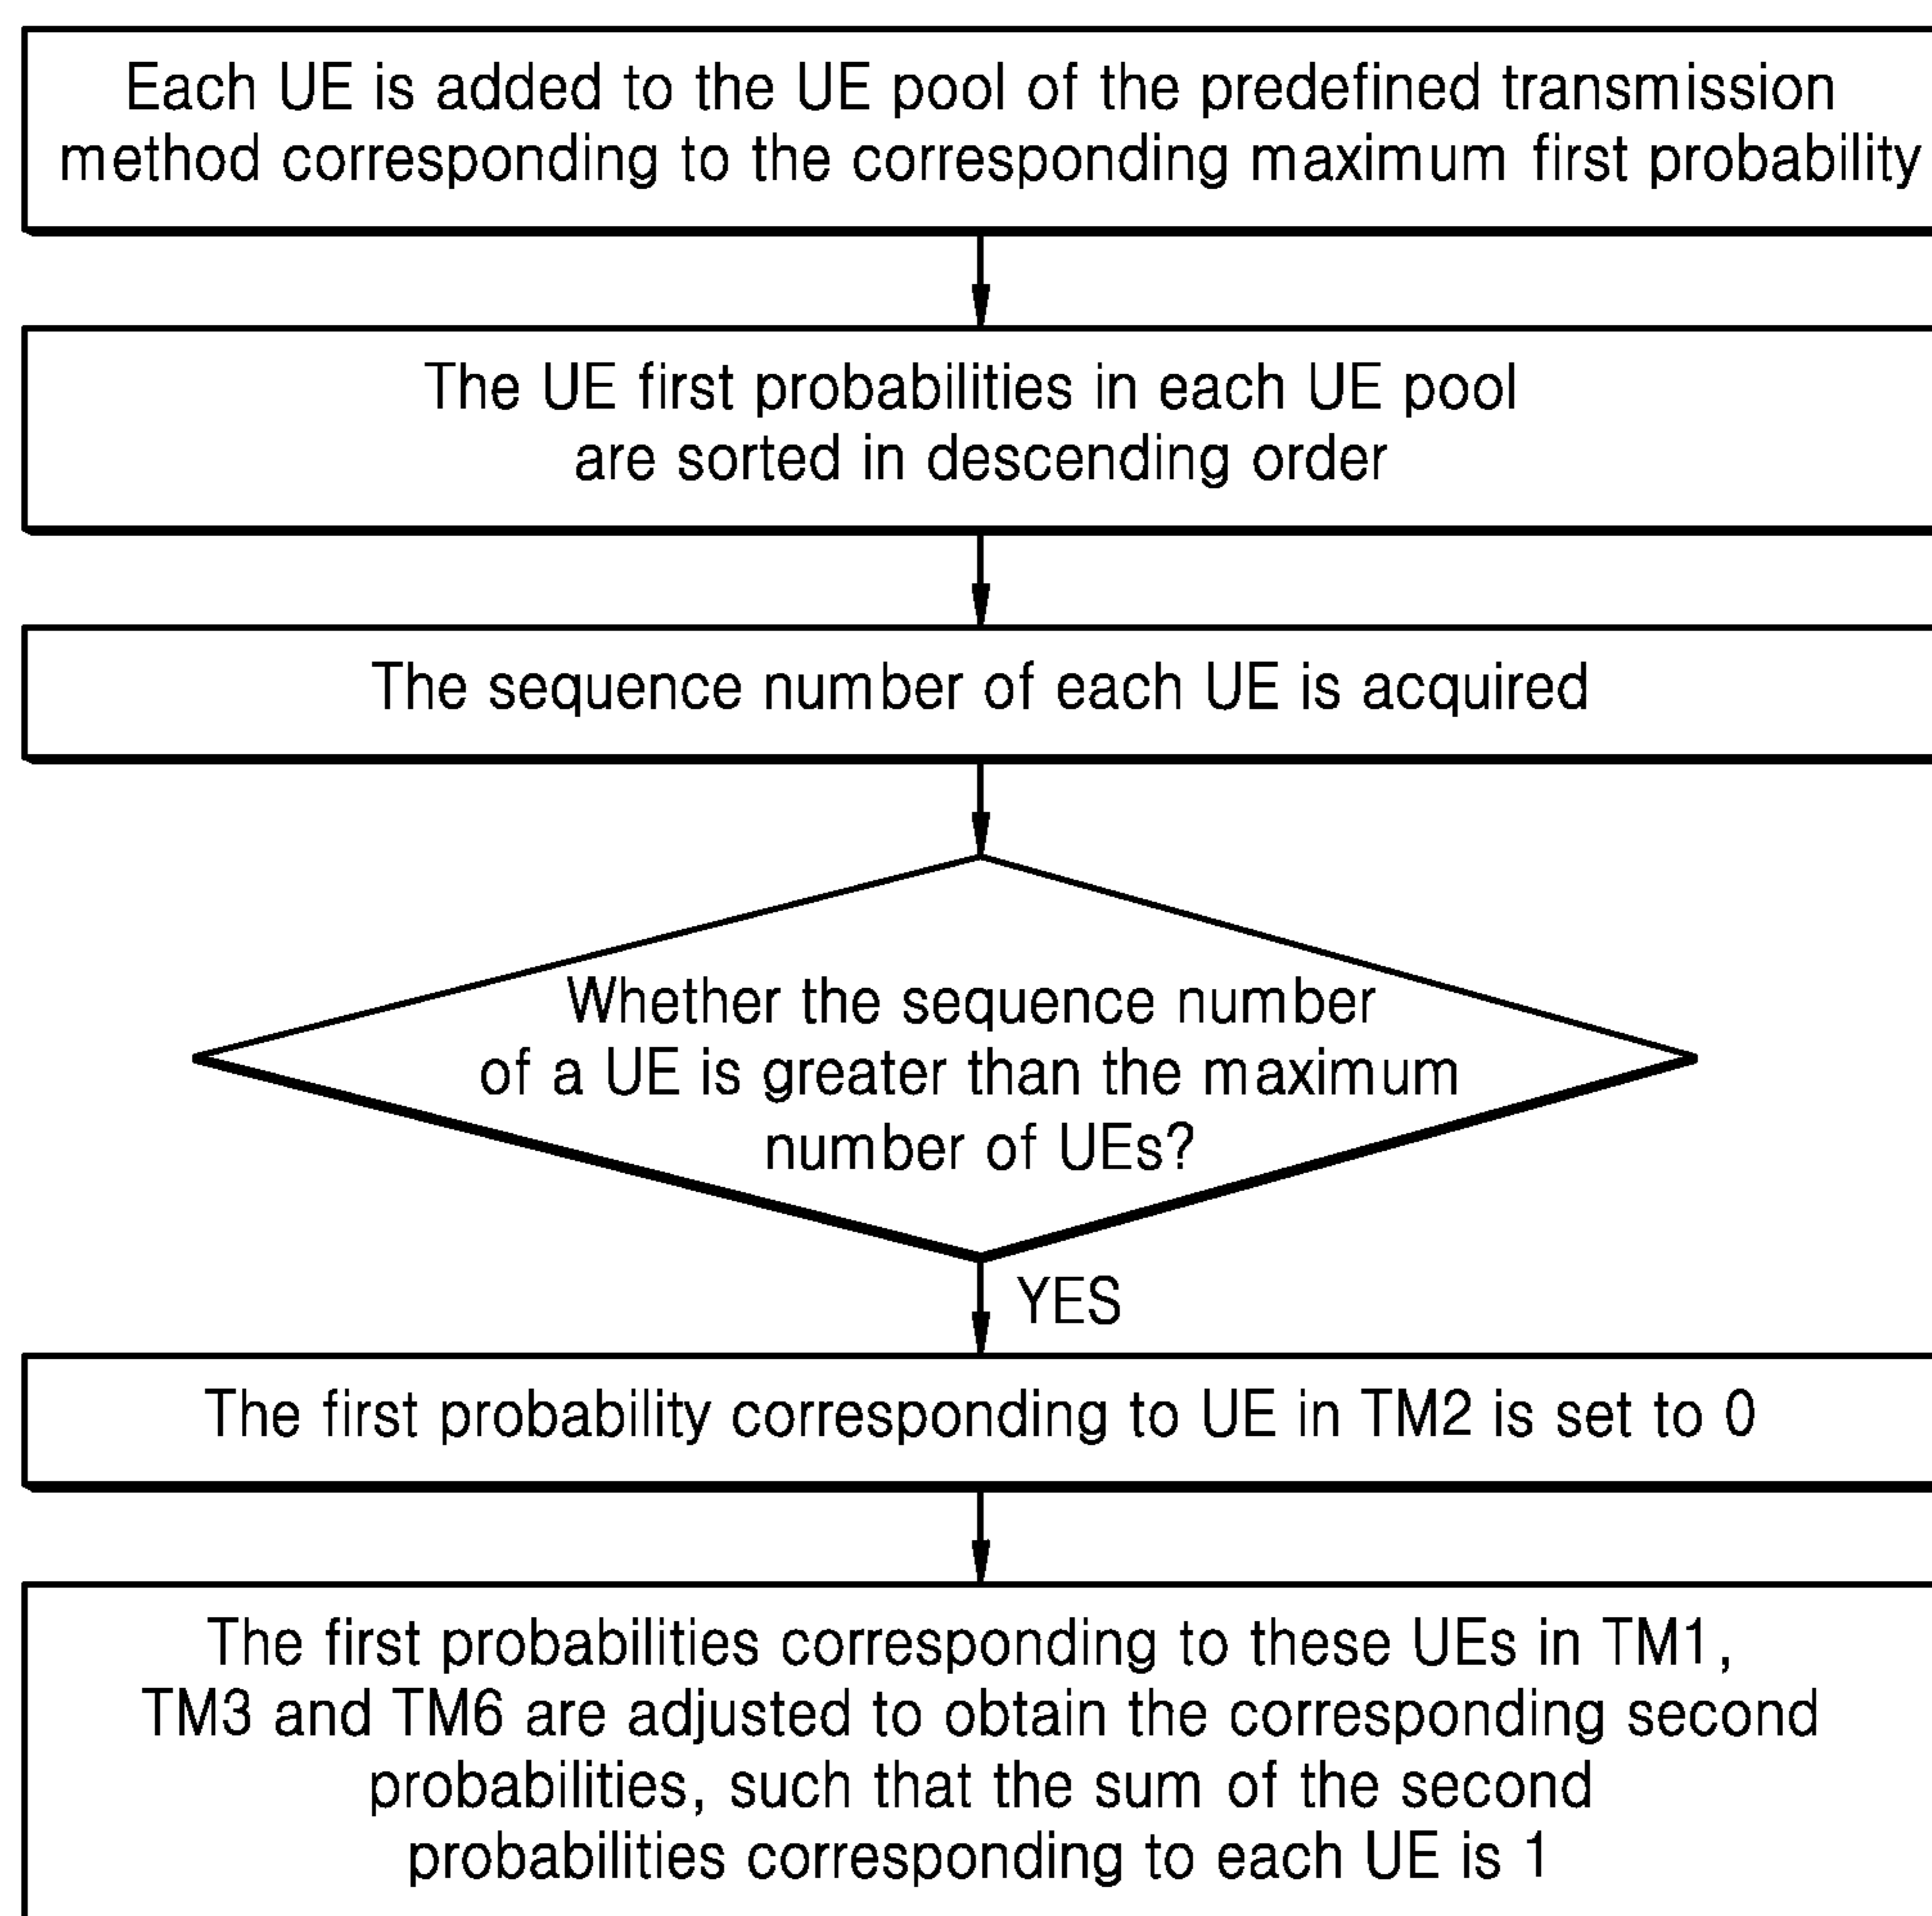 Each UE is added to the UE pool of the predefined transmission
method corresponding to the corresponding maximum first probability
The UE first probabilities in each UE pool
are sorted in descending order
The sequence number of each UE is acquired
Whether the sequence number
of a UE is greater than the maximum
number of UEs?
YES
The first probability corresponding to UE in TM2 is set to 0
The first probabilities corresponding to these UEs in TM1,
TM3 and TM6 are adjusted to obtain the corresponding second
probabilities, such that the sum of the second
probabilities corresponding to each UE is 1